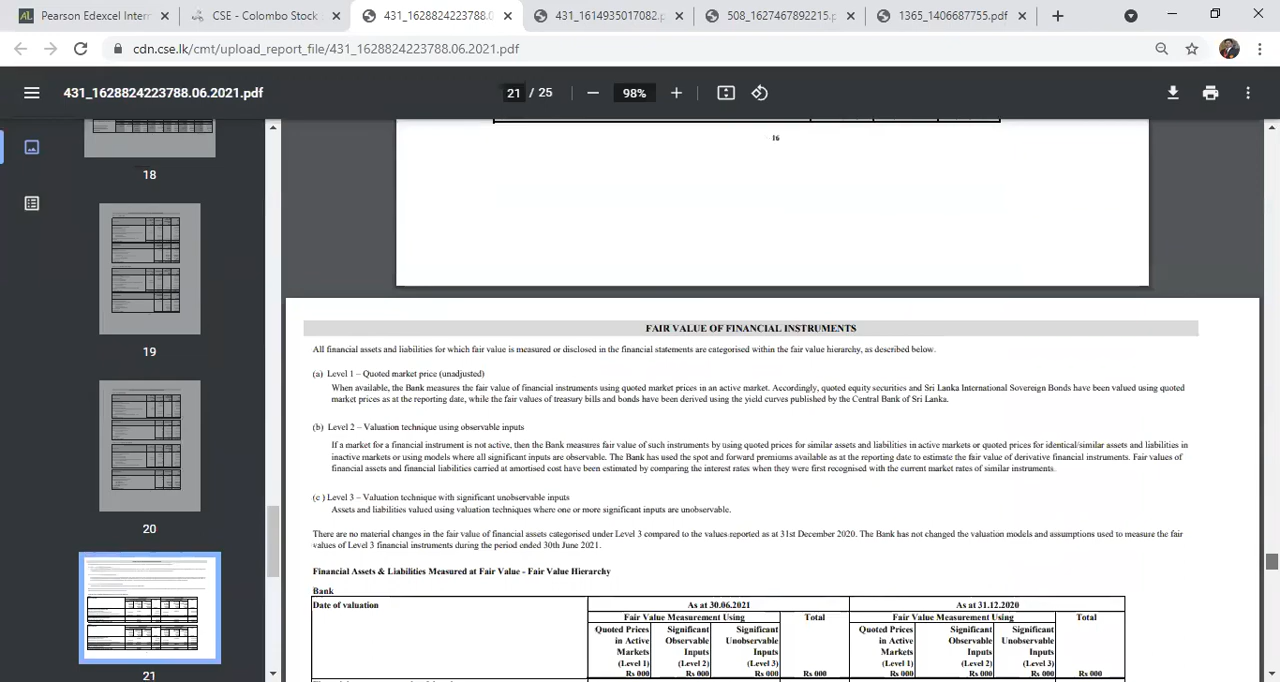 Pearson Edexcel Intern
CSE - Colombo Stock
431_1628824223788.0
431_1614935017082.p
508_1627467892215.p
1365_1406687755.pdf
cdn.cse.lk/cmt/upload_report_file/431_1628824223788.06.2021.pdf
431_1628824223788.06.2021.pdf
21 / 25
98%
18
19
20
21
16
FAIR VALUE OF FINANCIAL INSTRUMENTS
All financial assets and liabilities for which fair value is measured or disclosed in the financial statements are categorised within the fair value hierarchy, as described below.
(a) Level 1 – Quoted market price (unadjusted)
When available, the Bank measures the fair value of financial instruments using quoted market prices in an active market. Accordingly, quoted equity securities and Sri Lanka International Sovereign Bonds have been valued using quoted
market prices as at the reporting date, while the fair values of treasury bills and bonds have been derived using the yield curves published by the Central Bank of Sri Lanka.
(b) Level 2 – Valuation technique using observable inputs
If a market for a financial instrument is not active, then the Bank measures fair value of such instruments by using quoted prices for similar assets and liabilities in active markets or quoted prices for identical/similar assets and liabilities in
inactive markets or using models where all significant inputs are observable. The Bank has used the spot and forward premiums available as at the reporting date to estimate the fair value of derivative financial instruments. Fair values of
financial assets and financial liabilities carried at amortised cost have been estimated by comparing the interest rates when they were first recognised with the current market rates of similar instruments.
(c ) Level 3 – Valuation technique with significant unobservable inputs
Assets and liabilities valued using valuation techniques where one or more significant inputs are unobservable.
There are no material changes in the fair value of financial assets categorised under Level 3 compared to the values reported as at 31st December 2020. The Bank has not changed the valuation models and assumptions used to measure the fair
values of Level 3 financial instruments during the period ended 30th June 2021.
Financial Assets & Liabilities Measured at Fair Value - Fair Value Hierarchy
Bank
Date of valuation As at 30.06.2021 As at 31.12.2020
Fair Value Measurement Using Total Fair Value Measurement Using Total
Quoted Prices Significant Significant Quoted Prices Significant Significant
in Active Observable Unobservable in Active Observable Unobservable
Markets Inputs Inputs Markets Inputs Inputs
(Level 1) (Level 2) (Level 3) (Level 1) (Level 2) (Level 3)
Rs 000 Rs 000 Rs 000 Rs 000 Rs 000 Rs 000 Rs 000 Rs 000